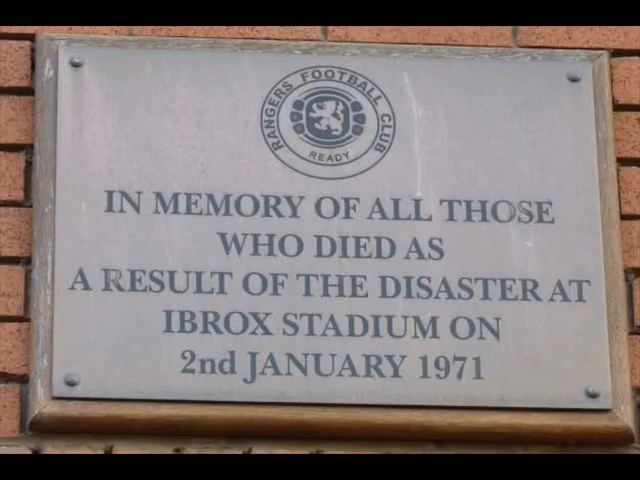 RANGERS FOOTBALL CLUB
READY
IN MEMORY OF ALL THOSE
WHO DIED AS
A RESULT OF THE DISASTER AT
IBROX STADIUM ON
2nd JANUARY 1971